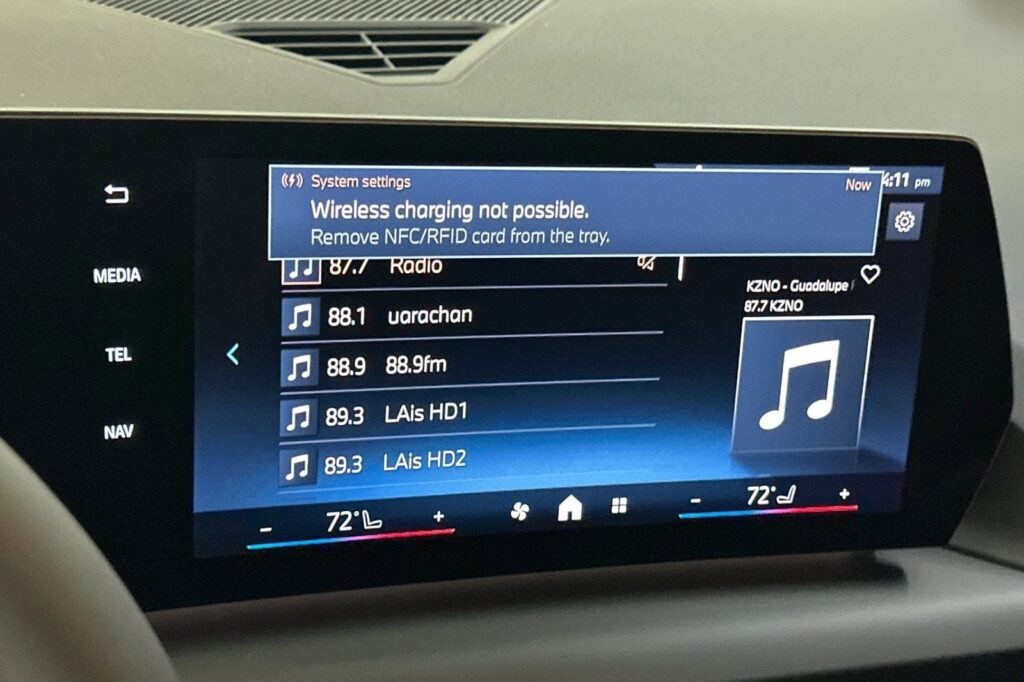 System settings
Now
4:11 pm
Wireless charging not possible.
Remove NFC/RFID card from the tray.
MEDIA
TEL
NAV
87.7 Radio
88.1 uarachan
88.9 88.9fm
89.3 LAis HD1
89.3 LAis HD2
KZNO - Guadalupe
87.7 KZNO
- 72° +
- 72° +